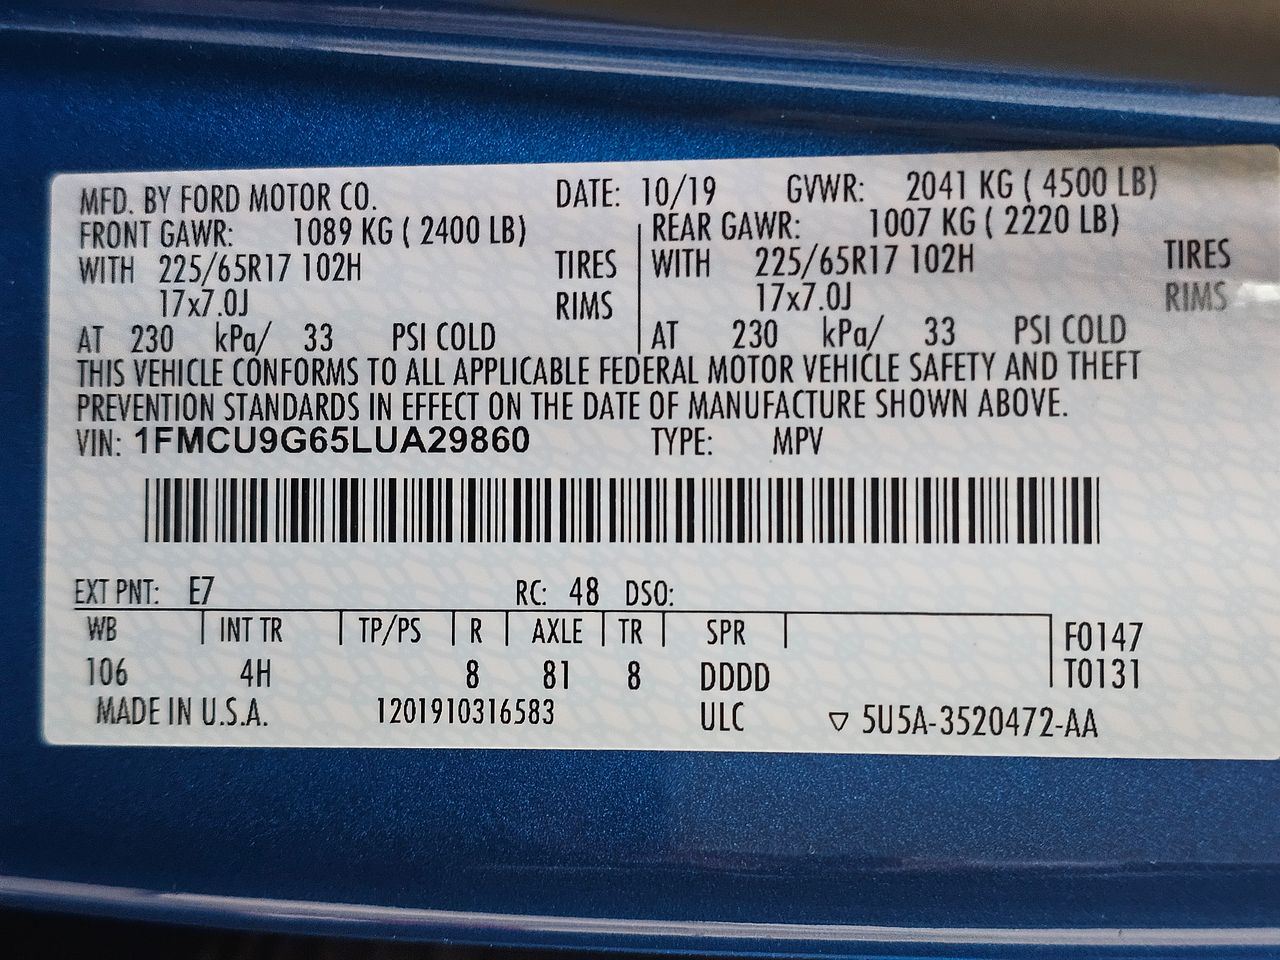 MFD. BY FORD MOTOR CO. DATE: 10/19 GVWR: 2041 KG ( 4500 LB)
FRONT GAWR: 1089 KG ( 2400 LB) REAR GAWR: 1007 KG ( 2220 LB)
WITH 225/65R17 102H TIRES WITH 225/65R17 102H TIRES
17x7.0J RIMS 17x7.0J RIMS
AT 230 kPa/ 33 PSI COLD AT 230 kPa/ 33 PSI COLD
THIS VEHICLE CONFORMS TO ALL APPLICABLE FEDERAL MOTOR VEHICLE SAFETY AND THEFT
PREVENTION STANDARDS IN EFFECT ON THE DATE OF MANUFACTURE SHOWN ABOVE.
VIN: 1FMCU9G65LUA29860 TYPE: MPV
EXT PNT: E7 RC: 48 DSO:
WB INT TR TP/PS R AXLE TR SPR F0147
106 4H 8 81 8 DDDD T0131
MADE IN U.S.A. 1201910316583 ULC ▽ 5U5A-3520472-AA